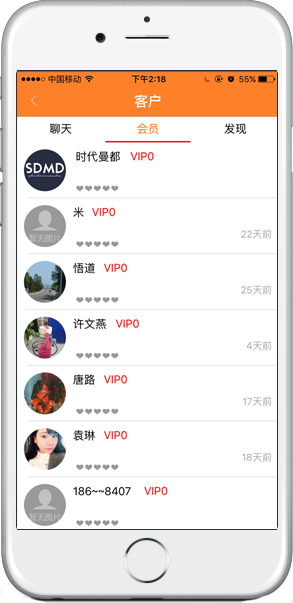 中国移动 下午2:18 55%
客户
聊天 会员 发现
SDMD 时代曼都 VIP0
米 VIP0
暂无图片 22天前
悟道 VIP0
25天前
许文燕 VIP0
4天前
唐路 VIP0
17天前
袁琳 VIP0
18天前
186~~8407 VIP0
暂无图片